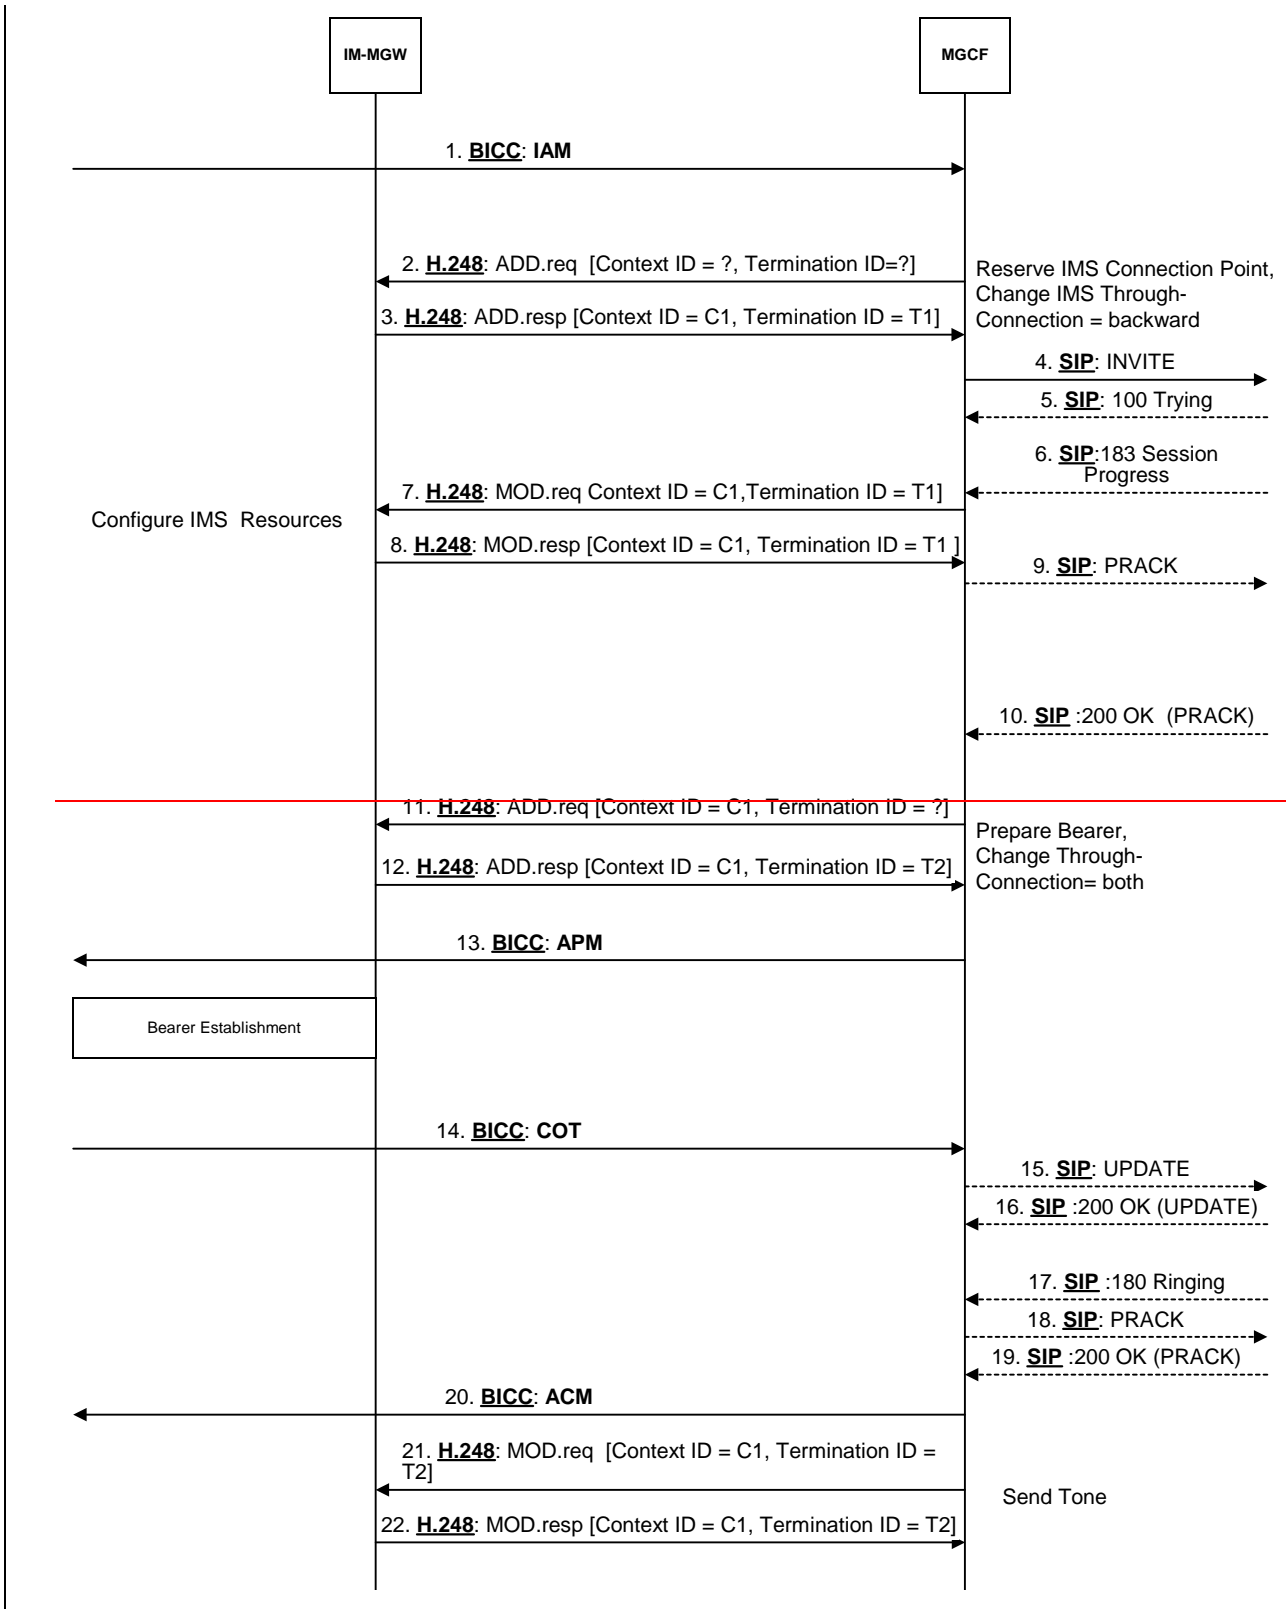 IM-MGW
MGCF
1. BICC: IAM
2. H.248: ADD.req [Context ID = ?, Termination ID=?]
Reserve IMS Connection Point,
Change IMS Through-
Connection = backward
3. H.248: ADD.resp [Context ID = C1, Termination ID = T1]
4. SIP: INVITE
5. SIP: 100 Trying
6. SIP:183 Session
Progress
7. H.248: MOD.req Context ID = C1,Termination ID = T1]
Configure IMS Resources
8. H.248: MOD.resp [Context ID = C1, Termination ID = T1 ]
9. SIP: PRACK
10. SIP :200 OK (PRACK)
11. H.248: ADD.req [Context ID = C1, Termination ID = ?]
Prepare Bearer,
Change Through-
Connection= both
12. H.248: ADD.resp [Context ID = C1, Termination ID = T2]
13. BICC: APM
Bearer Establishment
14. BICC: COT
15. SIP: UPDATE
16. SIP :200 OK (UPDATE)
17. SIP :180 Ringing
18. SIP: PRACK
19. SIP :200 OK (PRACK)
20. BICC: ACM
21. H.248: MOD.req [Context ID = C1, Termination ID =
T2]
Send Tone
22. H.248: MOD.resp [Context ID = C1, Termination ID = T2]